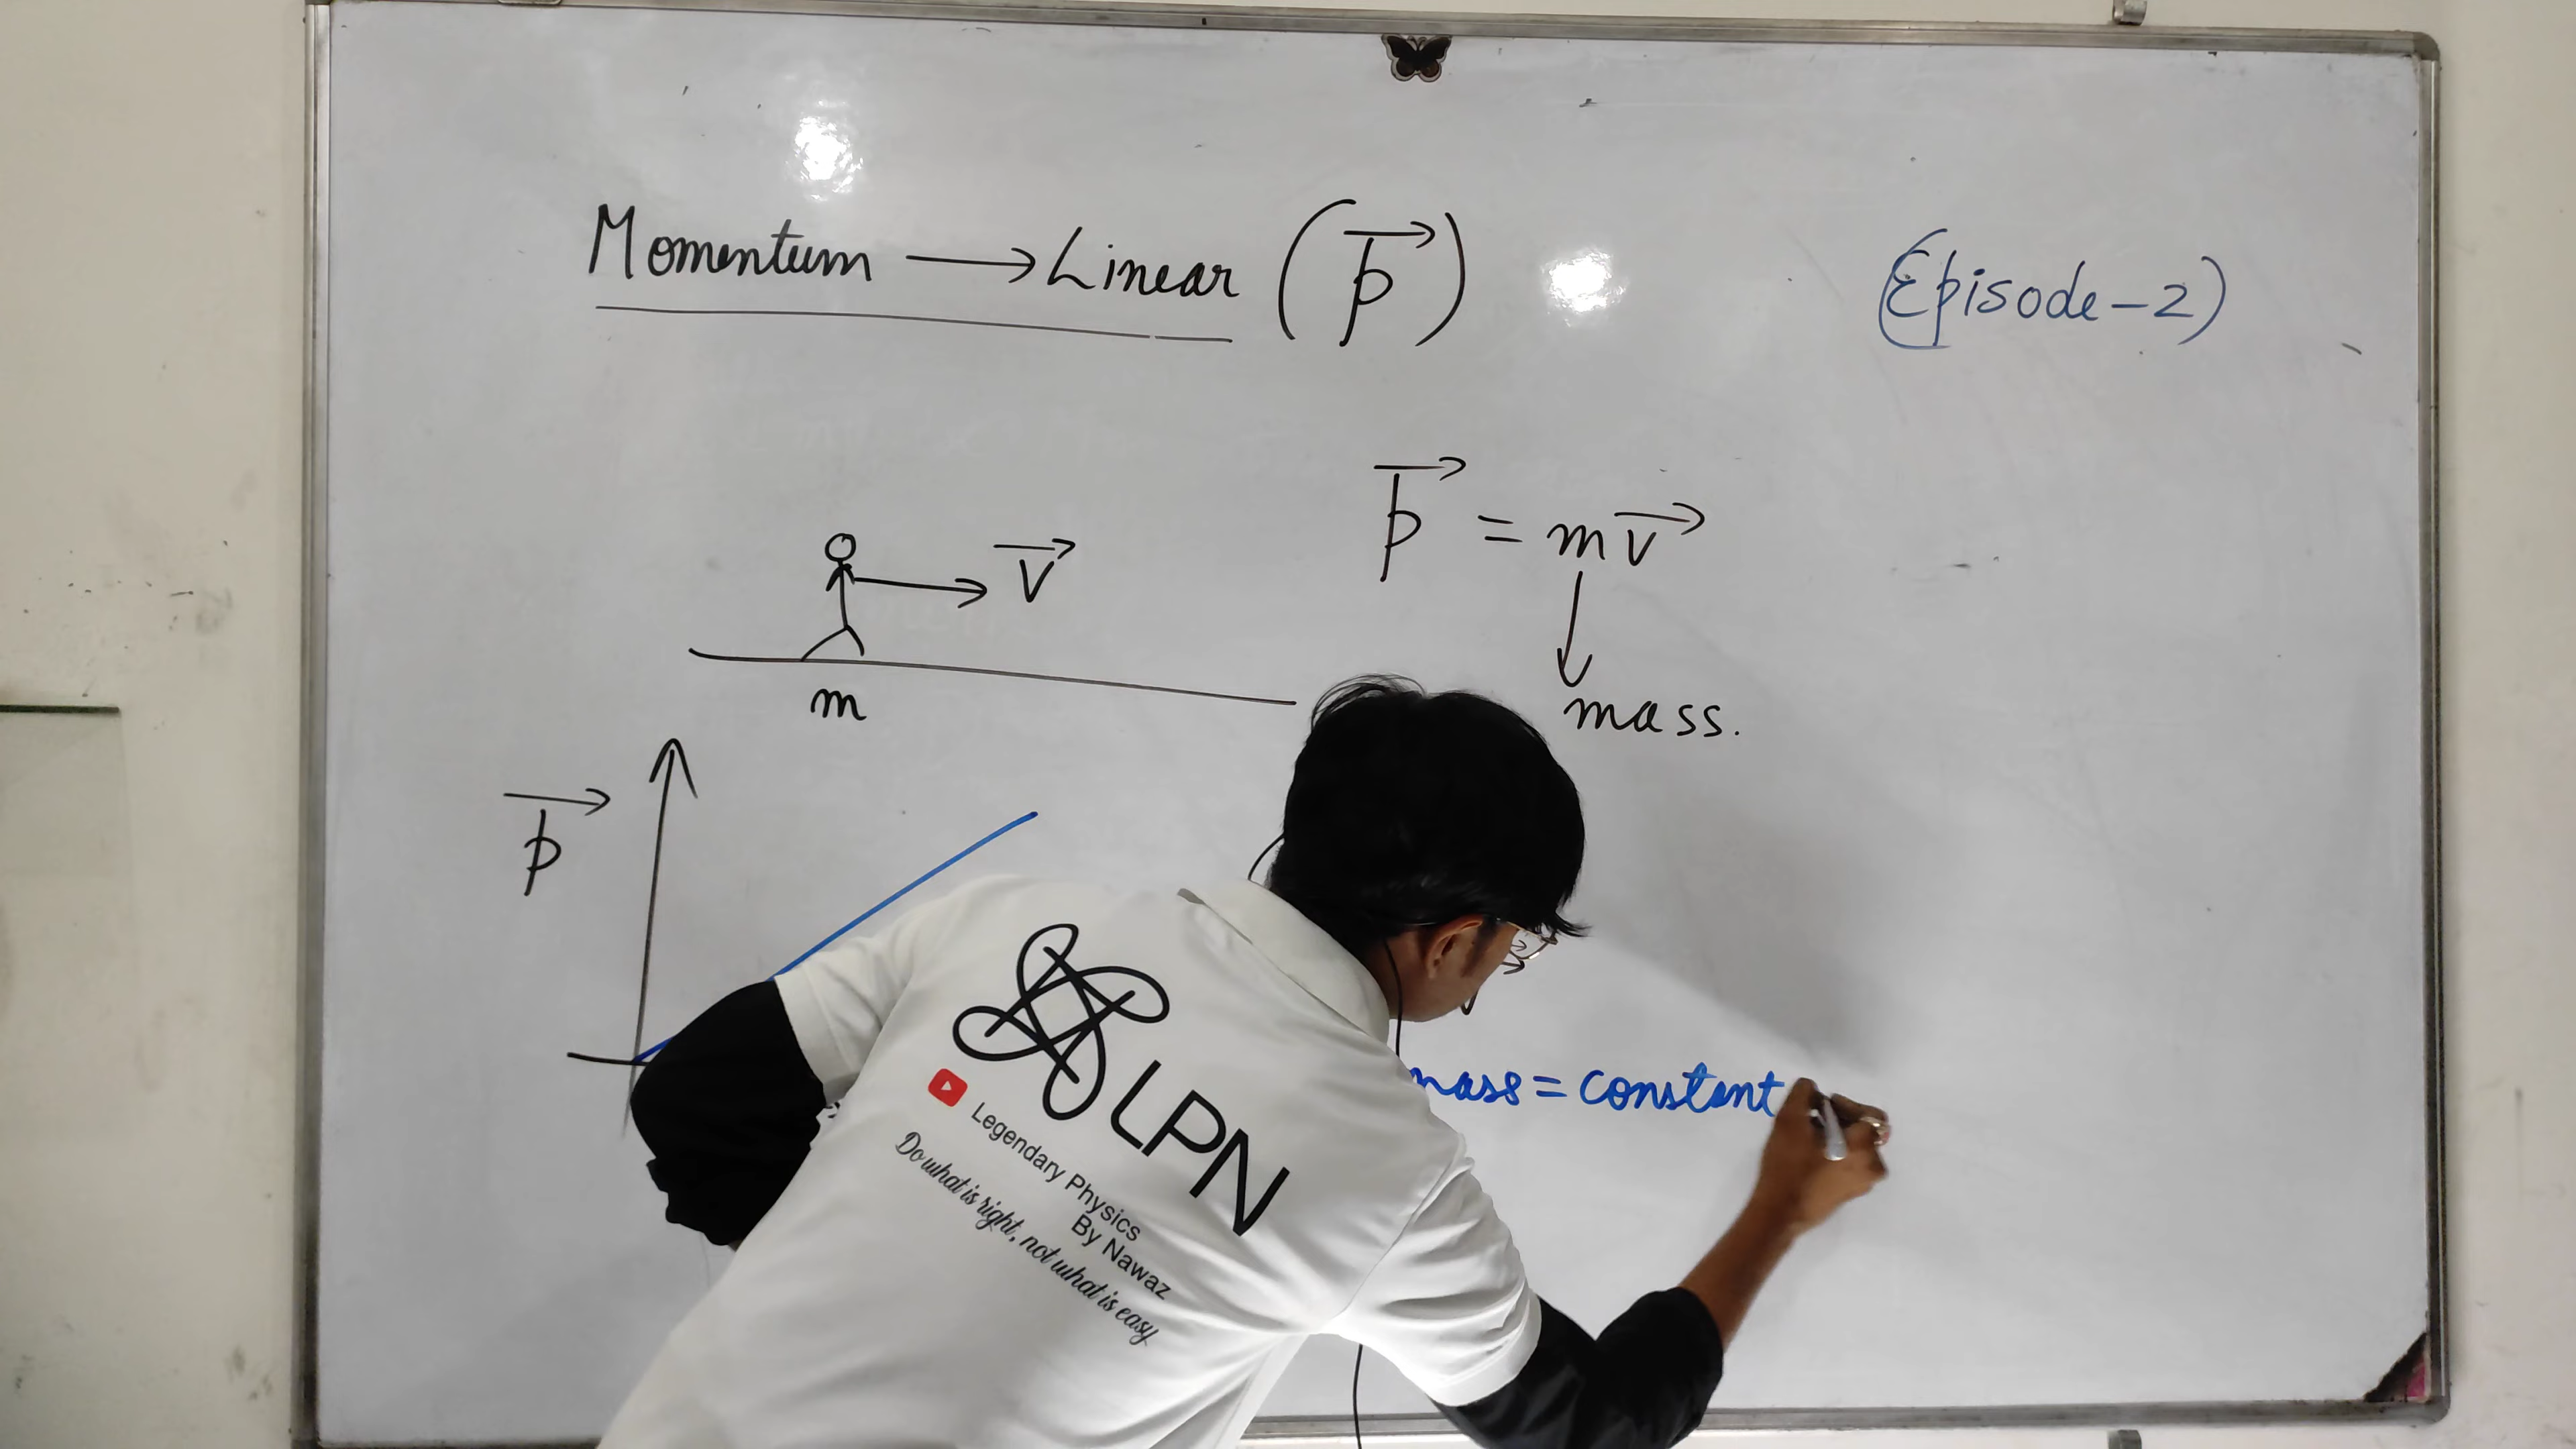 Momentum → Linear (p⃗)
(Episode-2)
p⃗ = mv⃗
v⃗
mass.
m
p⃗
mass = constant
LPN
Legendary Physics
By Nawaz
Do what is right, not what is easy